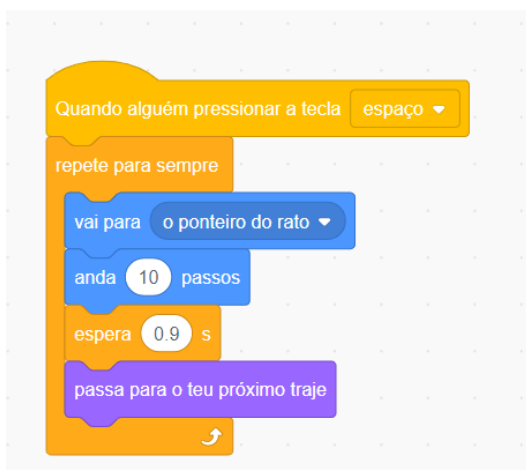 Quando alguém pressionar a tecla espaço
repete para sempre
vai para o ponteiro do rato
anda 10 passos
espera 0.9 s
passa para o teu próximo traje